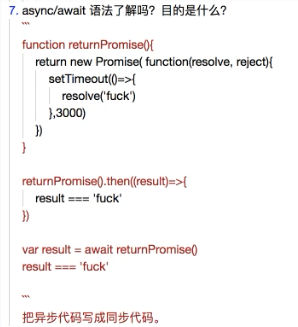 7. async/await 语法了解吗？目的是什么？
```
function returnPromise(){
return new Promise( function(resolve, reject){
setTimeout(()=>{
resolve('fuck')
},3000)
})
}
returnPromise().then((result)=>{
result === 'fuck'
})
var result = await returnPromise()
result === 'fuck'
```
把异步代码写成同步代码。